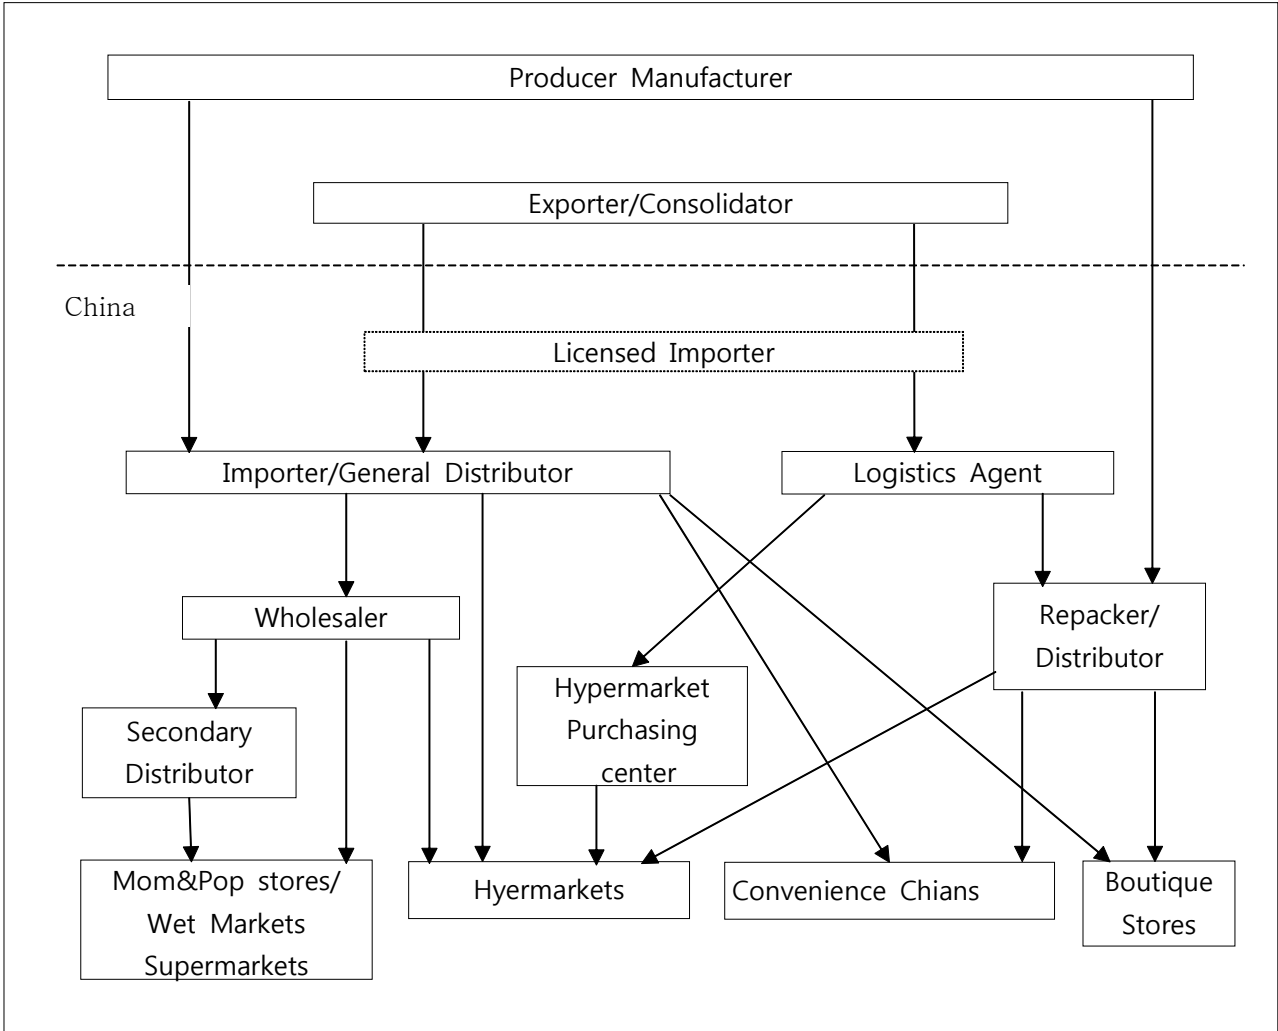 Producer Manufacturer
Exporter/Consolidator
China
Licensed Importer
Importer/General Distributor
Logistics Agent
Wholesaler
Repacker/
Distributor
Hypermarket
Purchasing
center
Secondary
Distributor
Mom&Pop stores/
Wet Markets
Supermarkets
Hyermarkets
Convenience Chians
Boutique
Stores